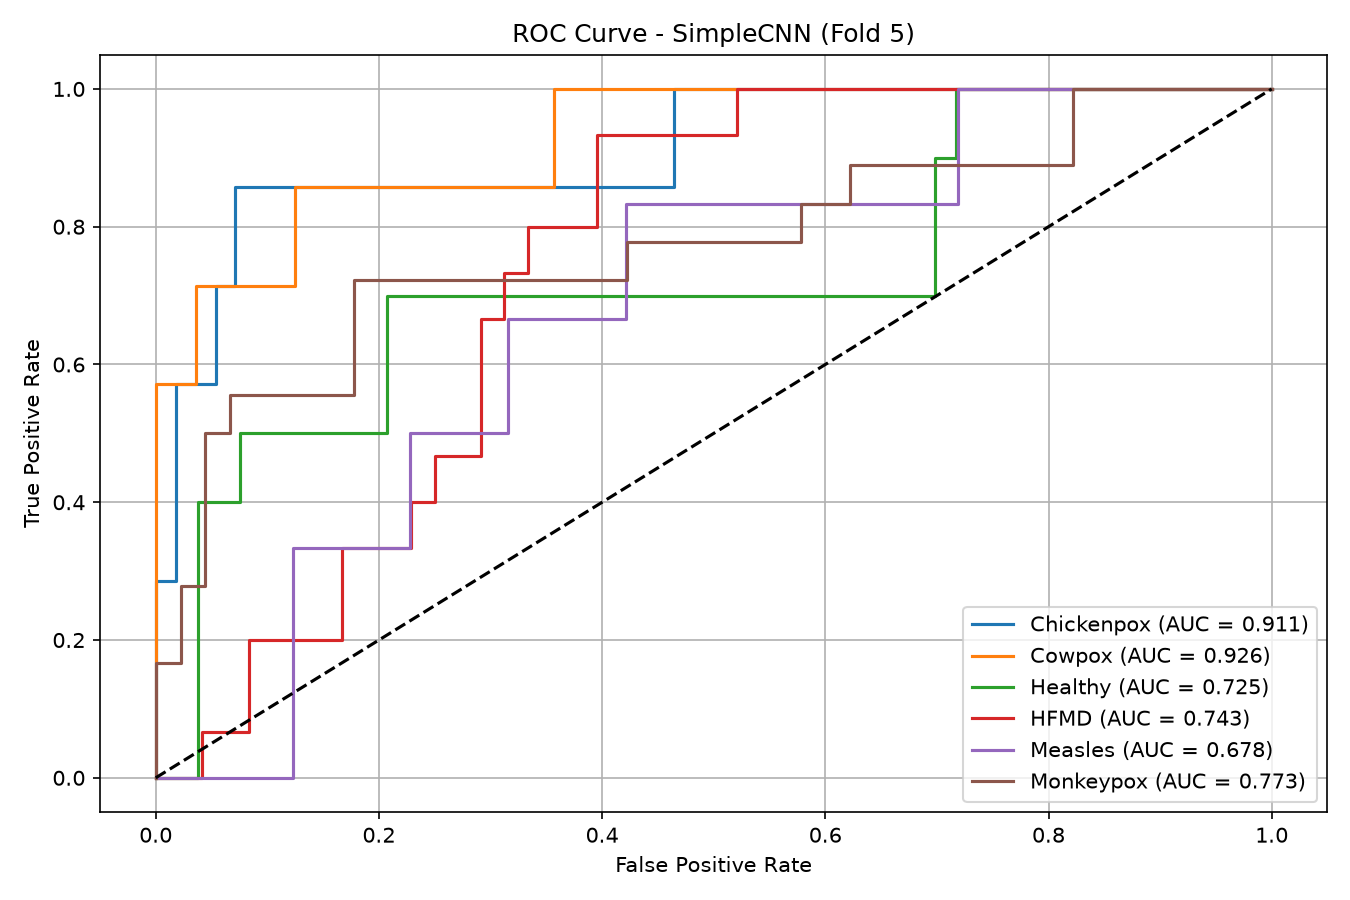 ROC Curve - SimpleCNN (Fold 5)
True Positive Rate
1.0
0.8
0.6
0.4
0.2
0.0
Chickenpox (AUC = 0.911)
Cowpox (AUC = 0.926)
Healthy (AUC = 0.725)
HFMD (AUC = 0.743)
Measles (AUC = 0.678)
Monkeypox (AUC = 0.773)
0.0 0.2 0.4 0.6 0.8 1.0
False Positive Rate